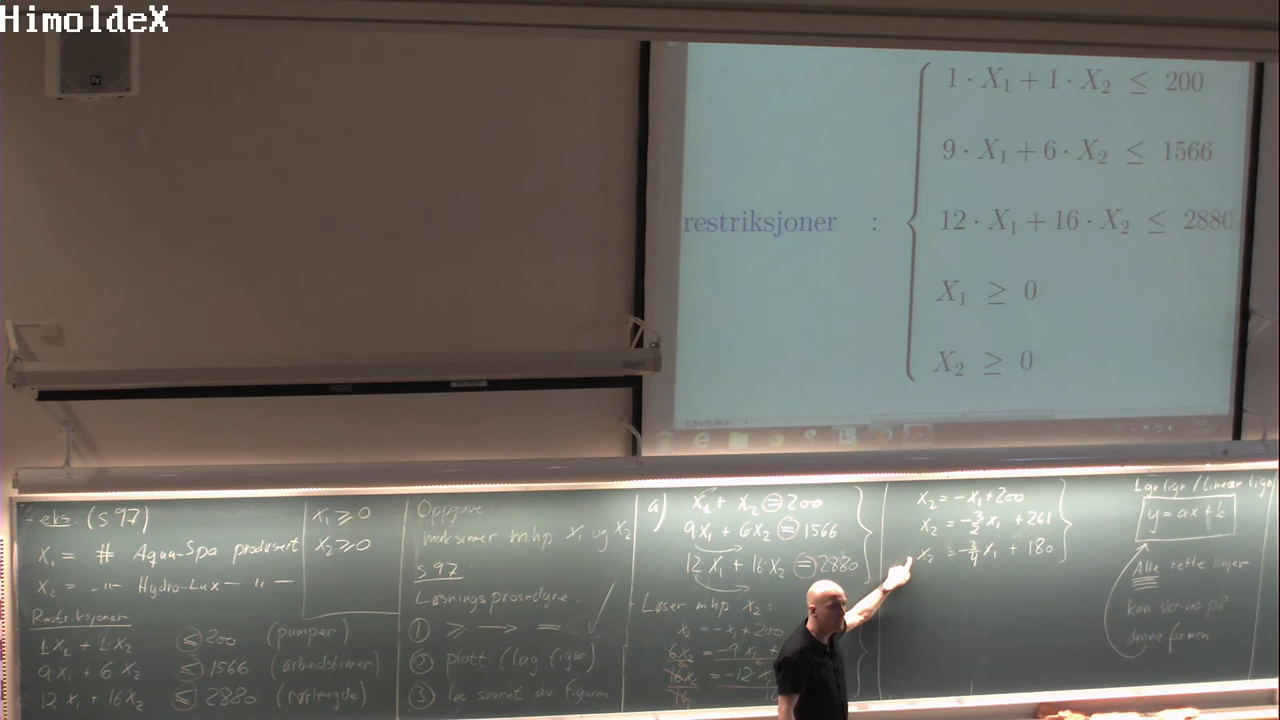 HimoldeX
1 · X₁ + 1 · X₂ ≤ 200
9 · X₁ + 6 · X₂ ≤ 1566
restriksjoner :
12 · X₁ + 16 · X₂ ≤ 2880
X₁ ≥ 0
X₂ ≥ 0
- eks. (s 97)
X₁ = # Aqua-Spa produsert
X₂ = -"- Hydro-Lux -"-
Restriksjoner
1X₁ + 1·X₂ ≤ 200 (pumper)
9X₁ + 6X₂ ≤ 1566 (arbeidstimer)
12X₁ + 16X₂ ≤ 2880 (rørlengde)
X₁ ≥ 0
X₂ ≥ 0
Oppgave
maksimer mhp X₁ og X₂
s 97
Løsningsprosedyre:
① ≥ → =
② plott (lag figur)
③ les svaret av figuren
a) X₁ + X₂ = 200
9X₁ + 6X₂ = 1566
12X₁ + 16X₂ = 2880
Løser mhp X₂:
X₂ = -X₁ + 200
X₂ = -X₁ + 200
X₂ = -3/2 X₁ + 261
X₂ = -3/4 X₁ + 180
y = ax + b
Alle rette linjer
kan skrives på
denne formen